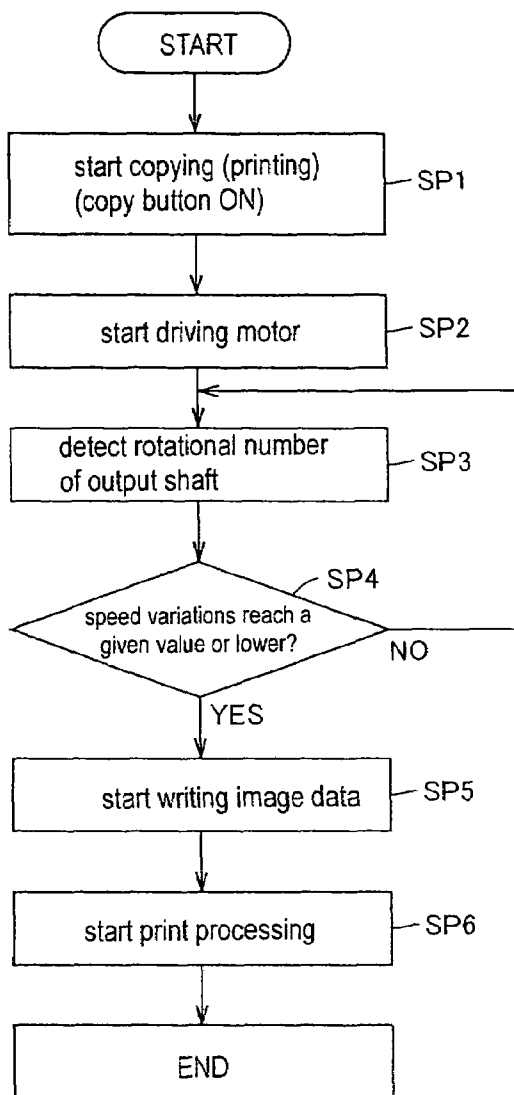 START
start copying (printing)
(copy button ON)
SP1
start driving motor
SP2
detect rotational number
of output shaft
SP3
SP4
speed variations reach a
given value or lower?
NO
YES
start writing image data
SP5
start print processing
SP6
END